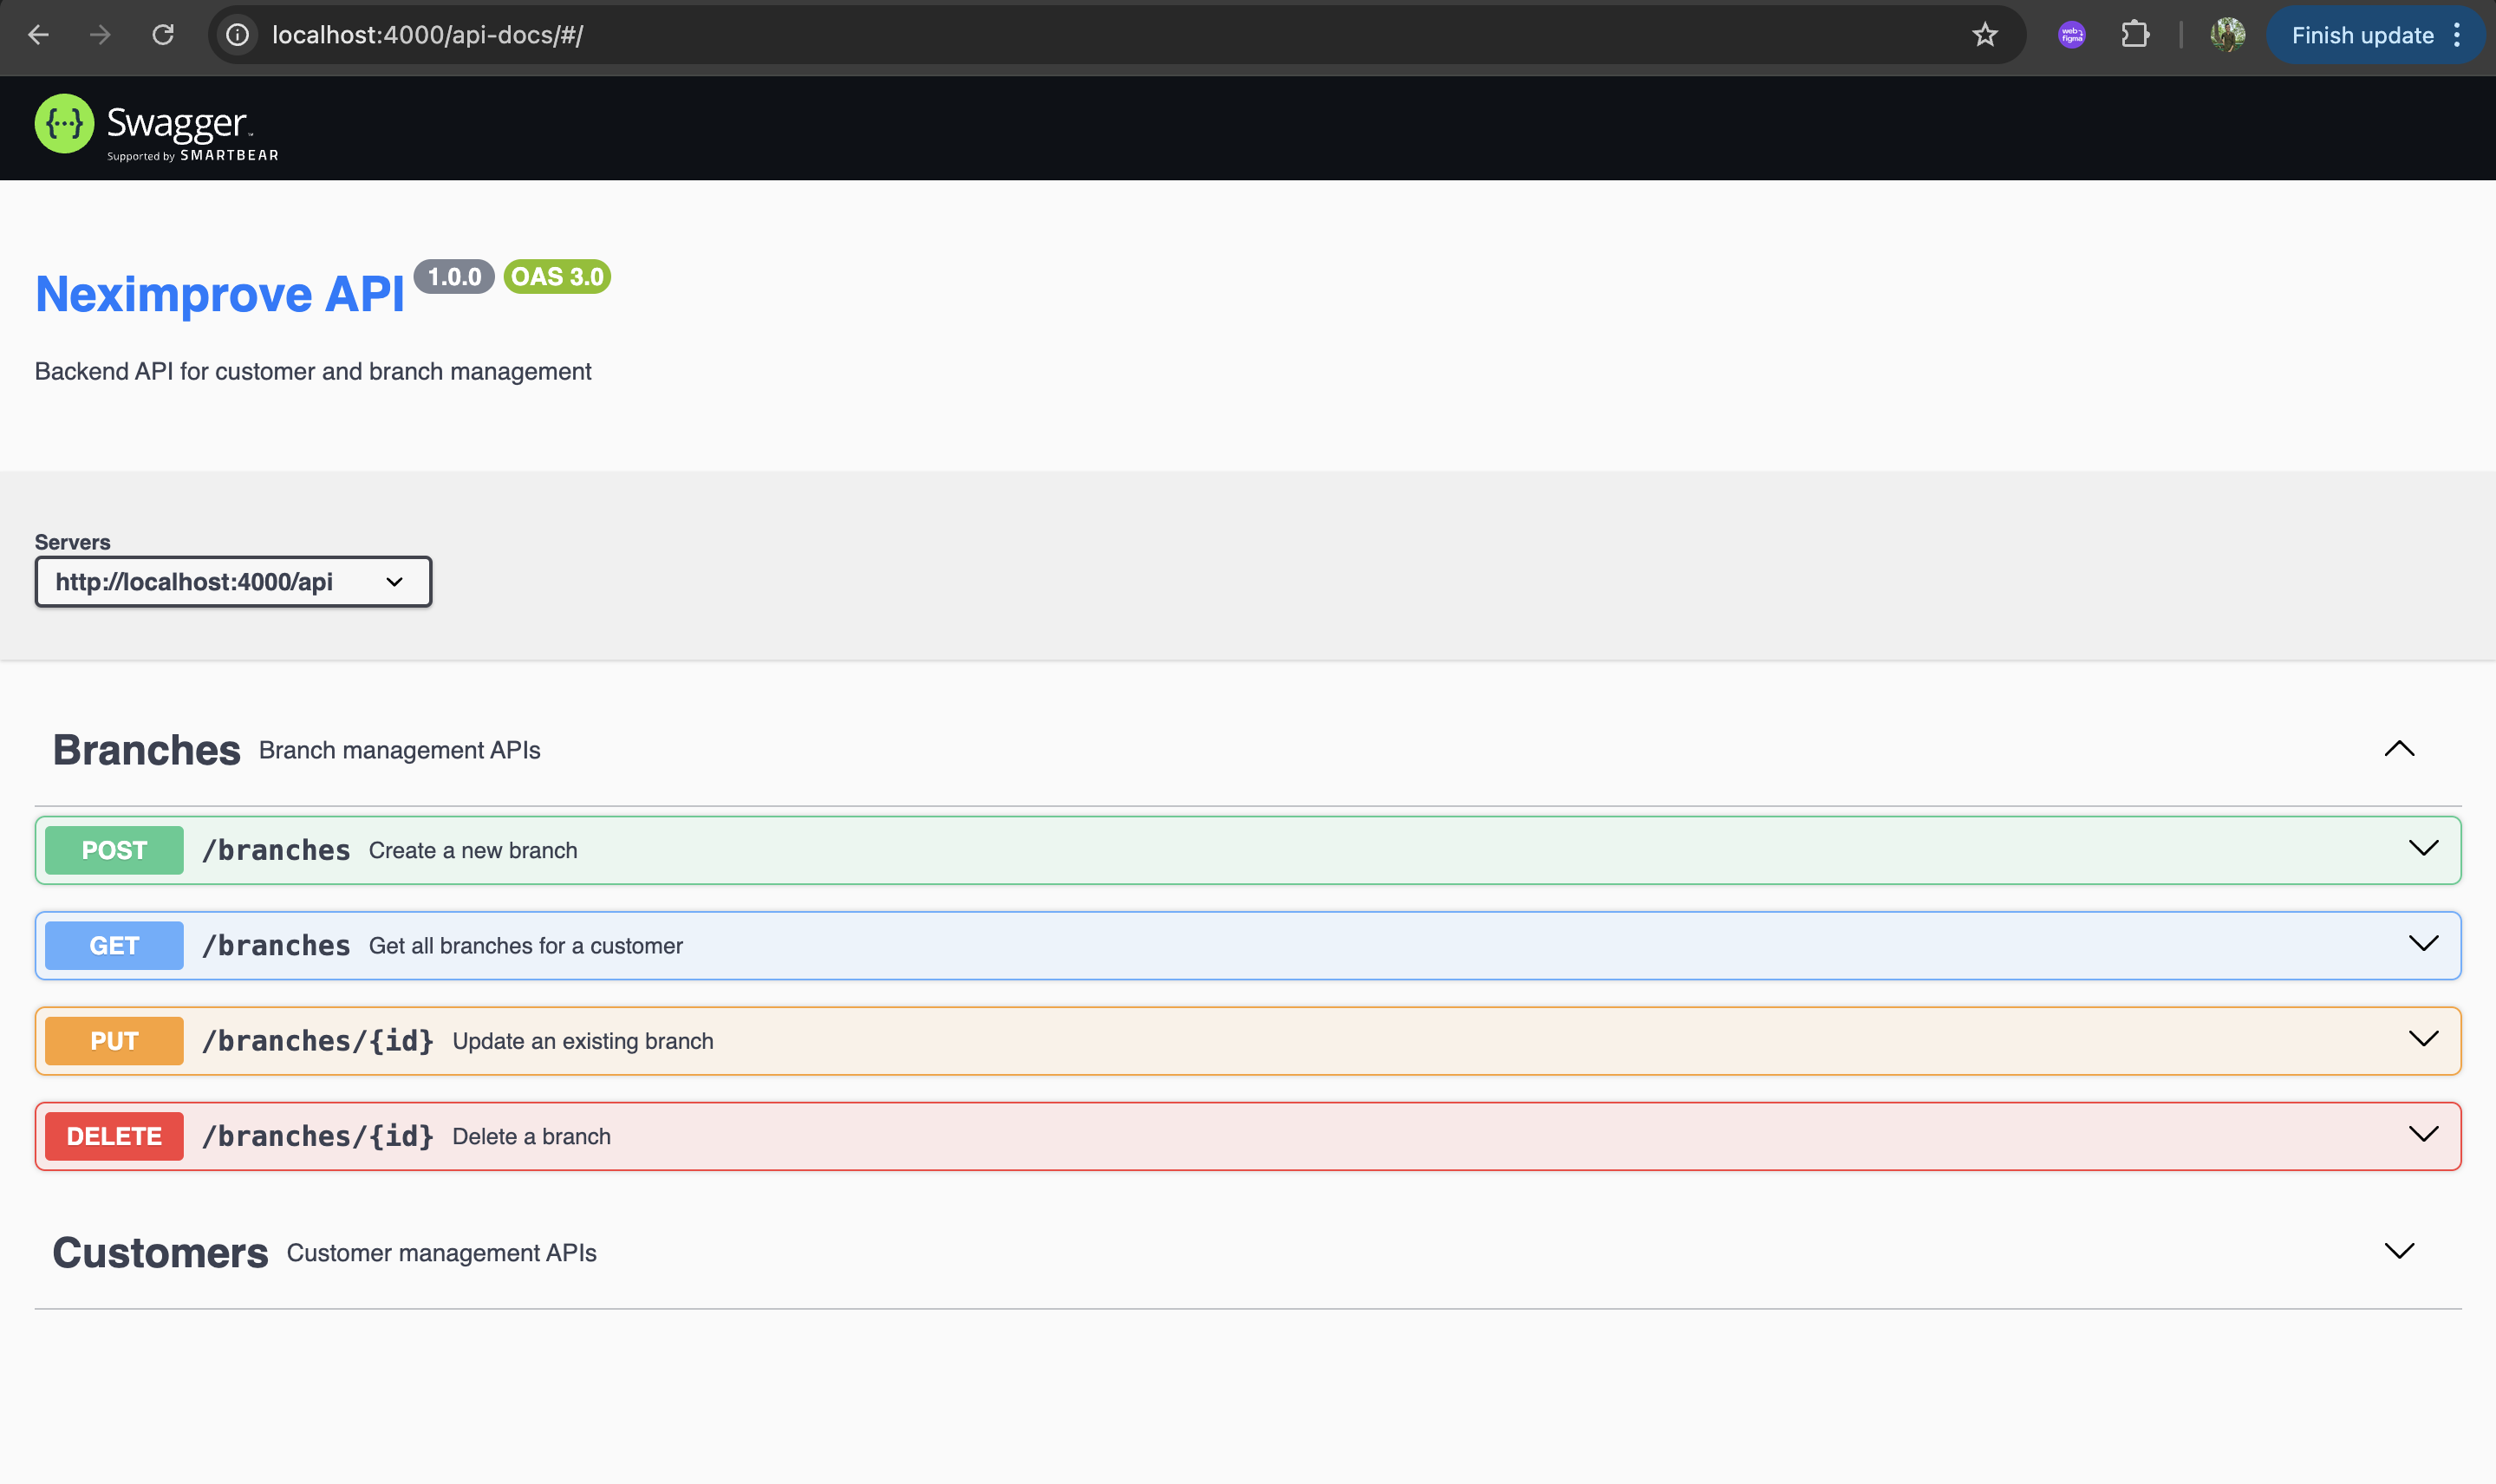 localhost:4000/api-docs/#/
web
figma
Finish update
{···} Swagger
Supported by SMARTBEAR
Neximprove API 1.0.0 OAS 3.0
Backend API for customer and branch management
Servers
http://localhost:4000/api
Branches Branch management APIs
POST /branches Create a new branch
GET /branches Get all branches for a customer
PUT /branches/{id} Update an existing branch
DELETE /branches/{id} Delete a branch
Customers Customer management APIs